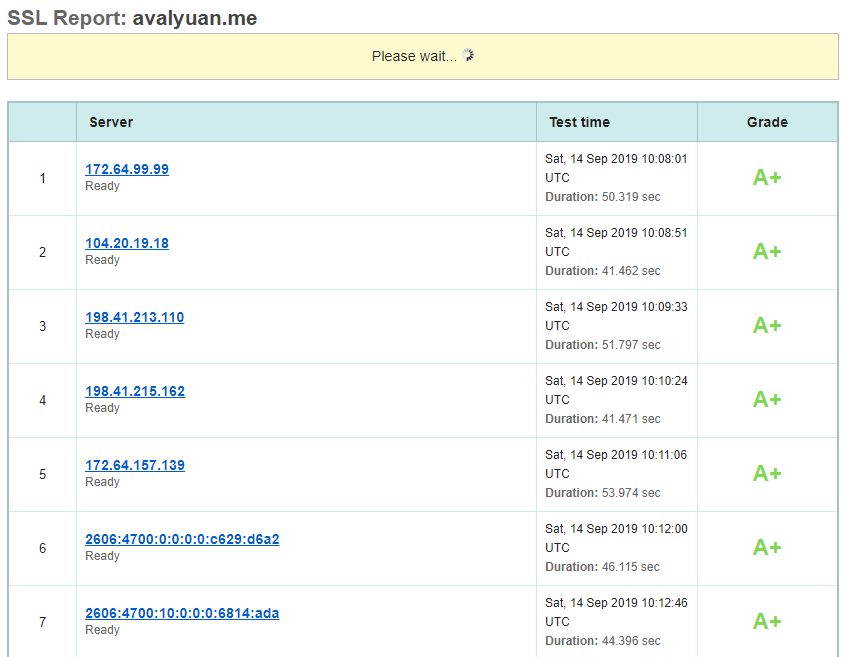 SSL Report: avalyuan.me
Please wait...
Server Test time Grade
1 172.64.99.99 Sat, 14 Sep 2019 10:08:01 A+
Ready UTC
Duration: 50.319 sec
2 104.20.19.18 Sat, 14 Sep 2019 10:08:51 A+
Ready UTC
Duration: 41.462 sec
3 198.41.213.110 Sat, 14 Sep 2019 10:09:33 A+
Ready UTC
Duration: 51.797 sec
4 198.41.215.162 Sat, 14 Sep 2019 10:10:24 A+
Ready UTC
Duration: 41.471 sec
5 172.64.157.139 Sat, 14 Sep 2019 10:11:06 A+
Ready UTC
Duration: 53.974 sec
6 2606:4700:0:0:0:0:c629:d6a2 Sat, 14 Sep 2019 10:12:00 A+
Ready UTC
Duration: 46.115 sec
7 2606:4700:10:0:0:0:6814:ada Sat, 14 Sep 2019 10:12:46 A+
Ready UTC
Duration: 44.396 sec